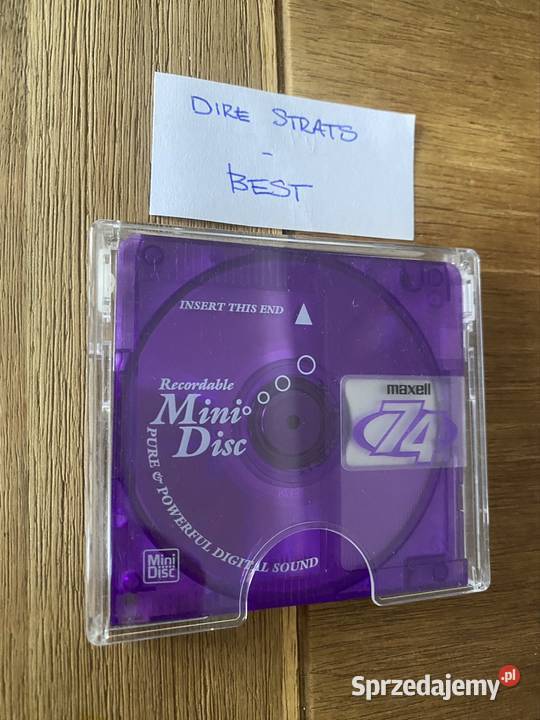 DIRE STRATS
-
BEST
INSERT THIS END
Recordable
Mini
Disc
maxell
74
PURE & POWERFUL DIGITAL SOUND
Mini
Disc
Sprzedajemy.pl